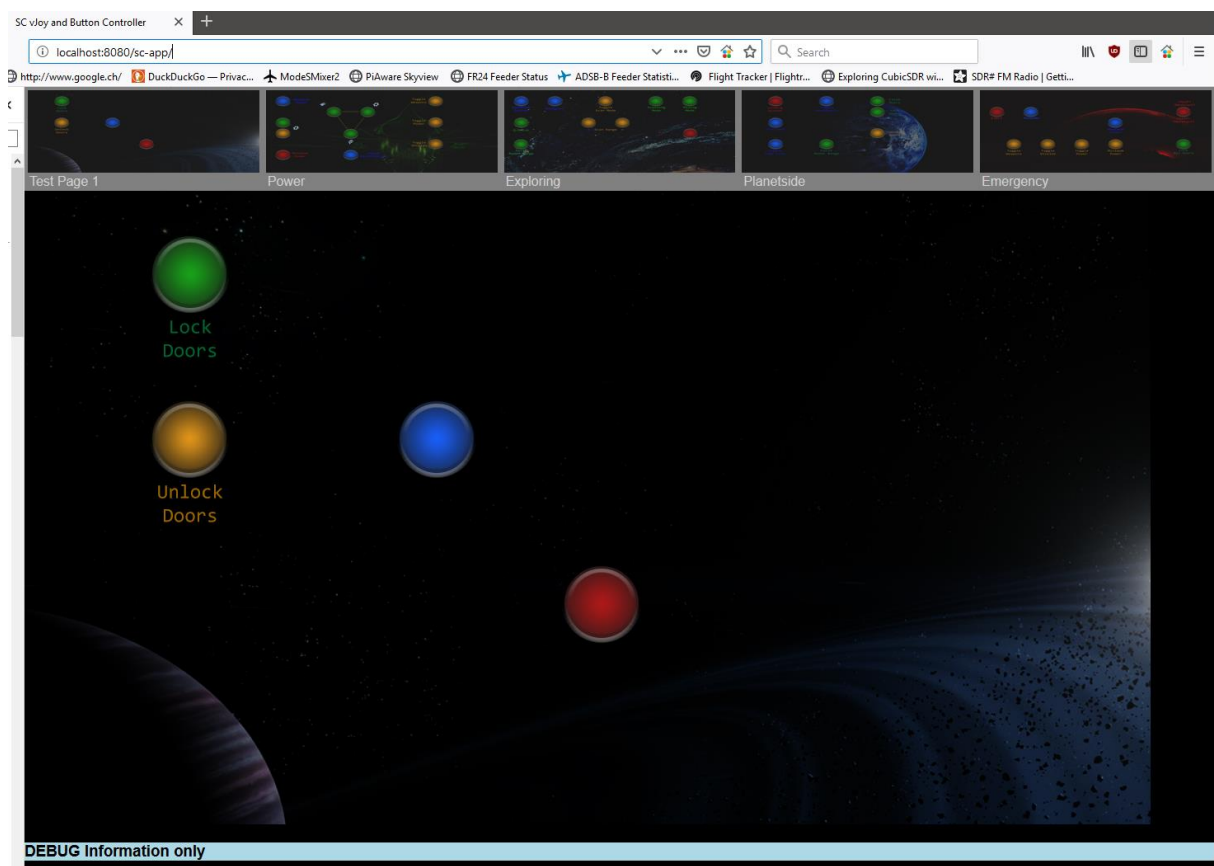 SC vJoy and Button Controller
localhost:8080/sc-app/
Search
http://www.google.ch/ DuckDuckGo — Privac... ModeSMixer2 PiAware Skyview FR24 Feeder Status ADSB-B Feeder Statisti... Flight Tracker | Flightr... Exploring CubicSDR wi... SDR# FM Radio | Getti...
Test Page 1 Power Exploring Planetside Emergency
Lock
Doors
Unlock
Doors
DEBUG Information only